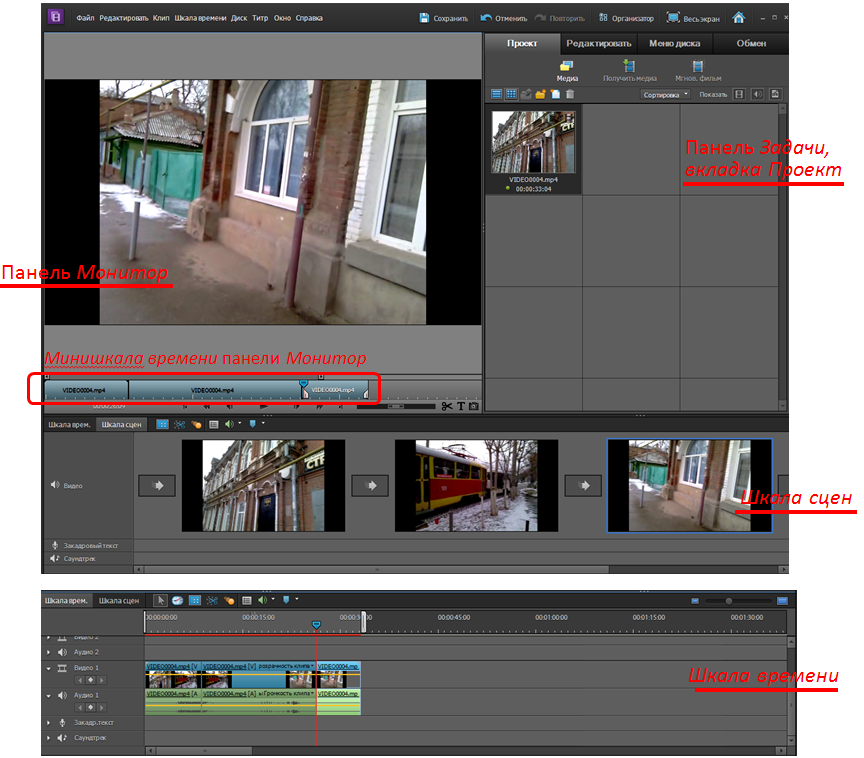 Файл Редактировать Клип Шкала времени Диск Титр Окно Справка
Сохранить Отменить Повторить Организатор Весь экран
Проект Редактировать Меню диска Обмен
Медиа Получить медиа Мгнов. фильм
Сортировка Показать
VIDEO0004.mp4
00:00:33:04
Панель Задачи,
вкладка Проект
Панель Монитор
Минишкала времени панели Монитор
VIDEO0004.mp4 VIDEO0004.mp4 VIDEO0004.mp4
Шкала врем. Шкала сцен
Видео
Шкала сцен
Закадровый текст
Саундтрек
Шкала врем. Шкала сцен
00:00:00:00 00:00:15:00 00:00:3 00:00:45:00 00:01:00:00 00:01:15:00 00:01:30:00
Видео 2
Аудио 2
Видео 1 VIDEO0004.mp4 [V VIDEO0004.mp4 [V] розрачность клипа VIDEO0004.mp
Шкала времени
Аудио 1 VIDEO0004.mp4 [A VIDEO0004.mp4 [A] ы Громкость клипа VIDEO0004.mp
Закадр.текст
Саундтрек